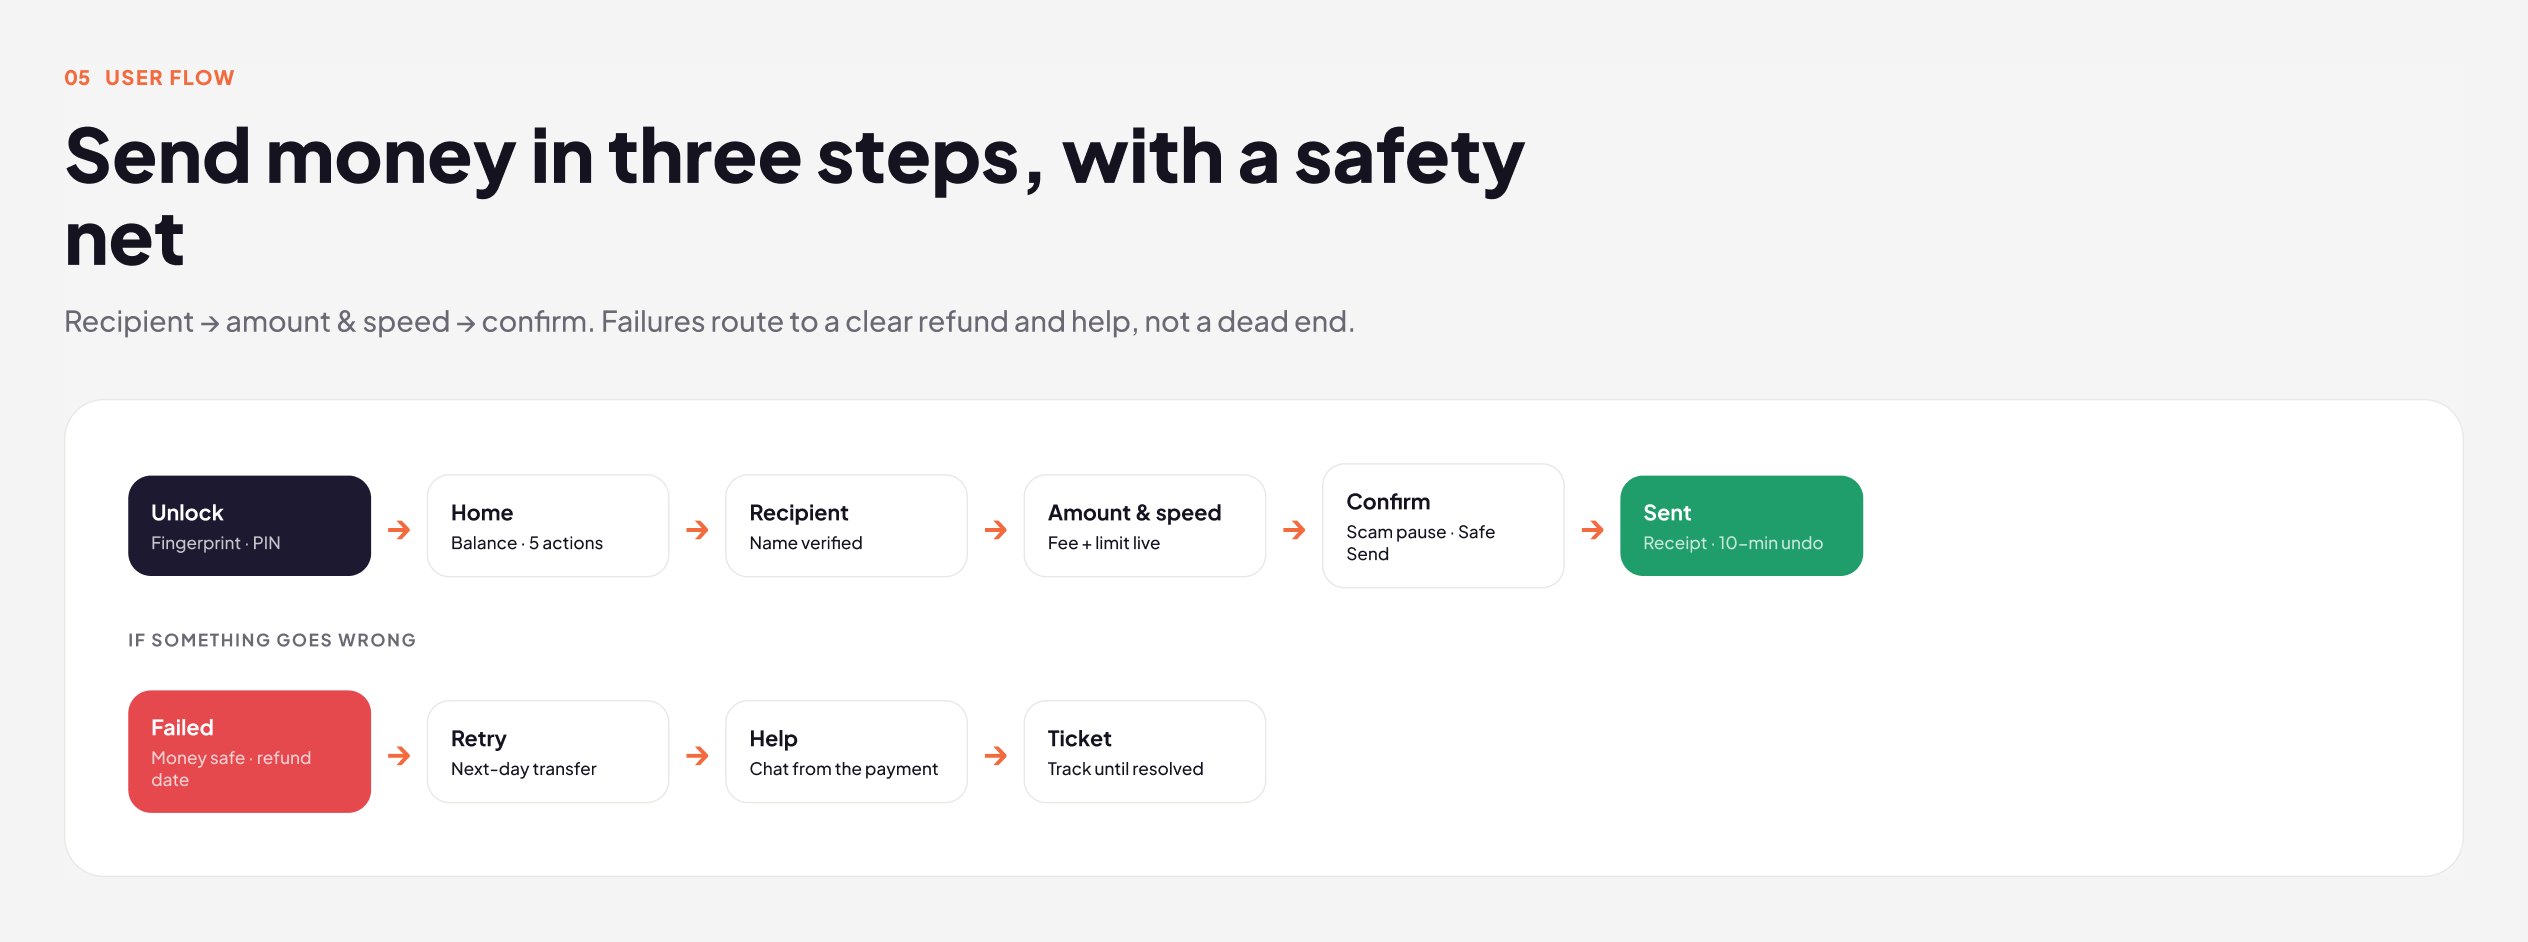 05 USER FLOW
Send money in three steps, with a safety
net
Recipient → amount & speed → confirm. Failures route to a clear refund and help, not a dead end.
Unlock
Fingerprint · PIN
→
Home
Balance · 5 actions
→
Recipient
Name verified
→
Amount & speed
Fee + limit live
→
Confirm
Scam pause · Safe
Send
→
Sent
Receipt · 10-min undo
IF SOMETHING GOES WRONG
Failed
Money safe · refund
date
→
Retry
Next-day transfer
→
Help
Chat from the payment
→
Ticket
Track until resolved